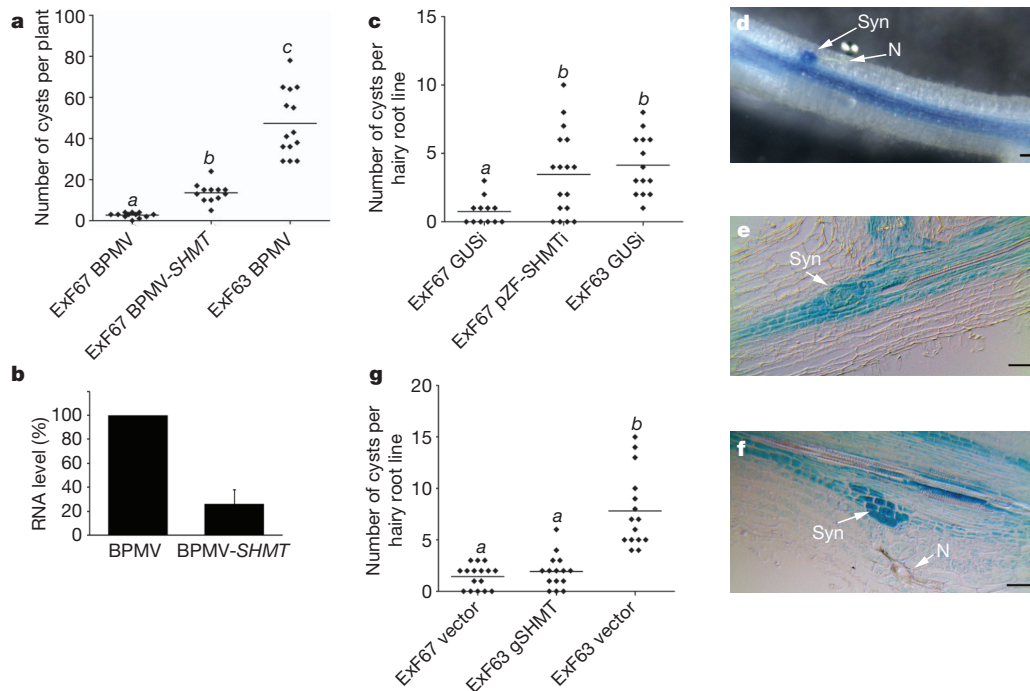 a
Number of cysts per plant
100
80
60
40
20
0
a
b
c
ExF67 BPMV
ExF67 BPMV-SHMT
ExF63 BPMV
b
RNA level (%)
100
80
60
40
20
0
BPMV
BPMV-SHMT
c
Number of cysts per
hairy root line
15
10
5
0
a
b
b
ExF67 GUSi
ExF67 pZF-SHMTi
ExF63 GUSi
g
Number of cysts per
hairy root line
20
15
10
5
0
a
a
b
ExF67 vector
ExF63 gSHMT
ExF63 vector
d
Syn
N
e
Syn
f
Syn
N